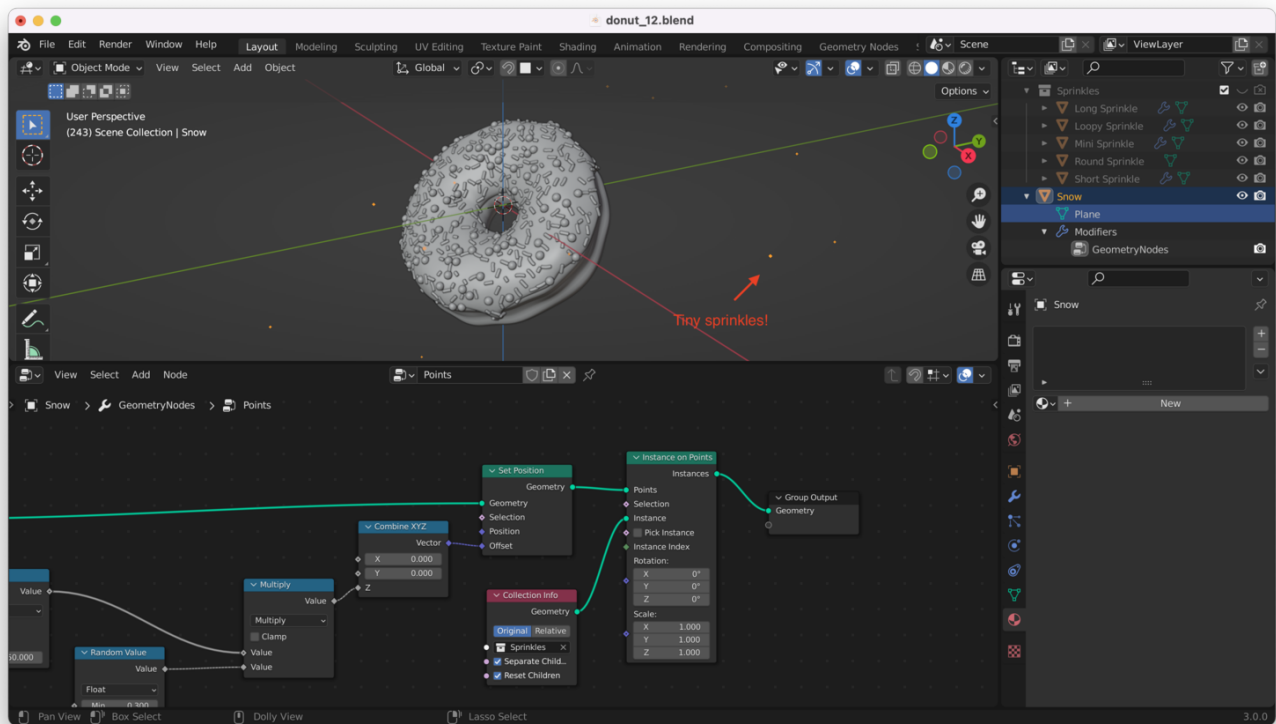 donut_12.blend
File Edit Render Window Help Layout Modeling Sculpting UV Editing Texture Paint Shading Animation Rendering Compositing Geometry Nodes Scene ViewLayer
Object Mode View Select Add Object Global
Options
User Perspective
(243) Scene Collection | Snow
Z
Y
X
Tiny sprinkles!
Sprinkles
Long Sprinkle
Loopy Sprinkle
Mini Sprinkle
Round Sprinkle
Short Sprinkle
Snow
Plane
Modifiers
GeometryNodes
Snow
New
View Select Add Node Points
Snow > GeometryNodes > Points
Value
50.000
Random Value
Value
Float
Min 0.300
Multiply
Value
Multiply
Clamp
Value
Value
Combine XYZ
Vector
X 0.000
Y 0.000
Z
Set Position
Geometry
Geometry
Selection
Position
Offset
Collection Info
Geometry
Original Relative
Sprinkles
Separate Child..
Reset Children
Instance on Points
Instances
Points
Selection
Instance
Pick Instance
Instance Index
Rotation:
X 0°
Y 0°
Z 0°
Scale:
X 1.000
Y 1.000
Z 1.000
Group Output
Geometry
Pan View Box Select Dolly View Lasso Select 3.0.0